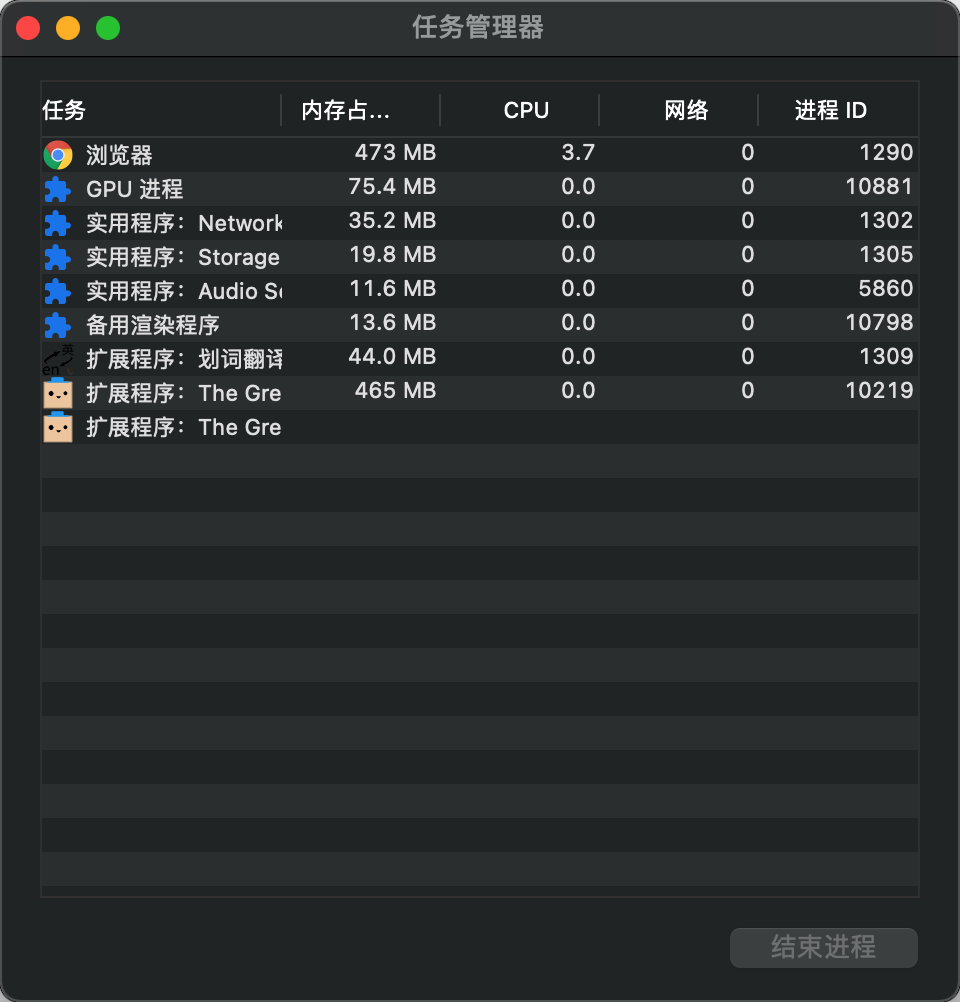 任务管理器
任务 内存占... CPU 网络 进程 ID
浏览器 473 MB 3.7 0 1290
GPU 进程 75.4 MB 0.0 0 10881
实用程序：Network 35.2 MB 0.0 0 1302
实用程序：Storage 19.8 MB 0.0 0 1305
实用程序：Audio Se 11.6 MB 0.0 0 5860
备用渲染程序 13.6 MB 0.0 0 10798
英 en 扩展程序：划词翻译 44.0 MB 0.0 0 1309
扩展程序：The Gre 465 MB 0.0 0 10219
扩展程序：The Gre
结束进程